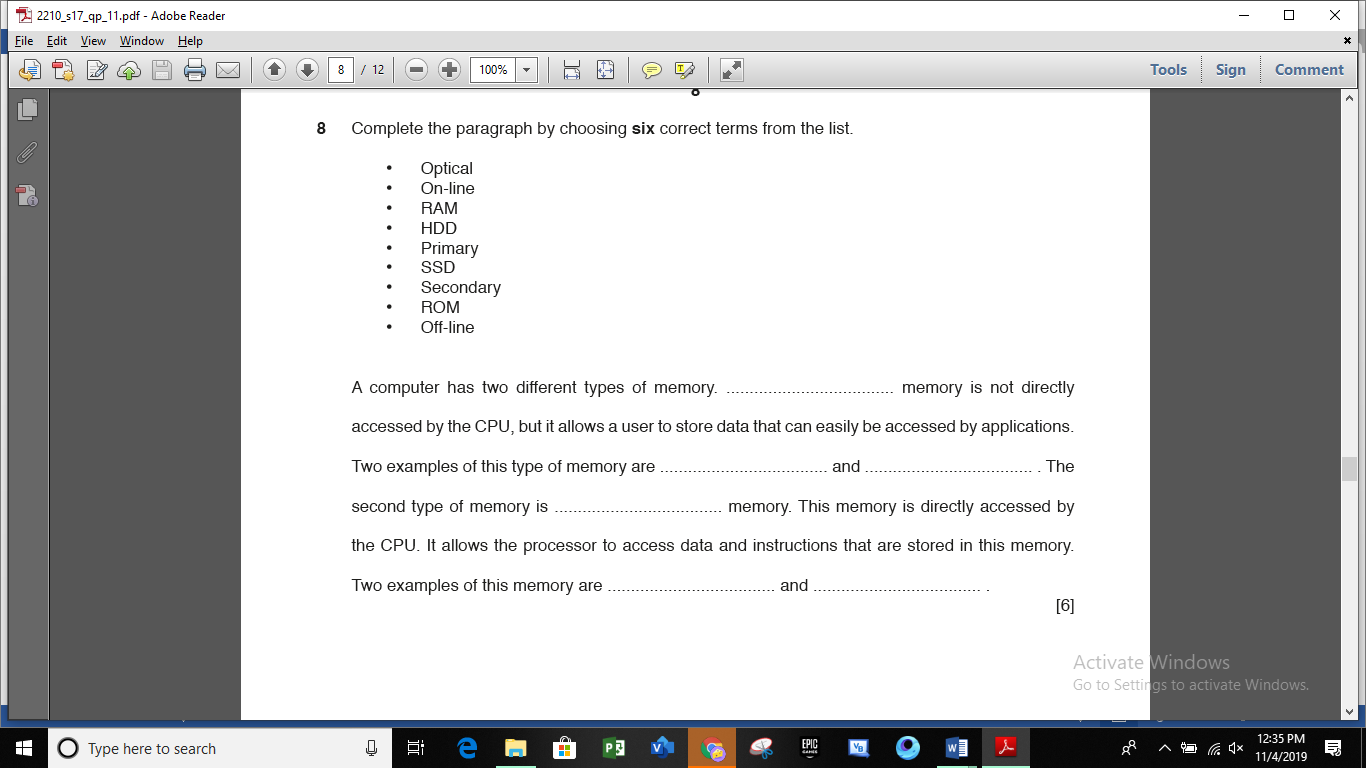 2210_s17_qp_11.pdf - Adobe Reader
File Edit View Window Help
8 / 12 100% Tools Sign Comment
8
8 Complete the paragraph by choosing six correct terms from the list.
• Optical
• On-line
• RAM
• HDD
• Primary
• SSD
• Secondary
• ROM
• Off-line
A computer has two different types of memory. .................................... memory is not directly
accessed by the CPU, but it allows a user to store data that can easily be accessed by applications.
Two examples of this type of memory are .................................... and .................................... . The
second type of memory is .................................... memory. This memory is directly accessed by
the CPU. It allows the processor to access data and instructions that are stored in this memory.
Two examples of this memory are .................................... and .................................... .
[6]
Activate Windows
Go to Settings to activate Windows.
Type here to search
EPIC GAMES
12:35 PM
11/4/2019